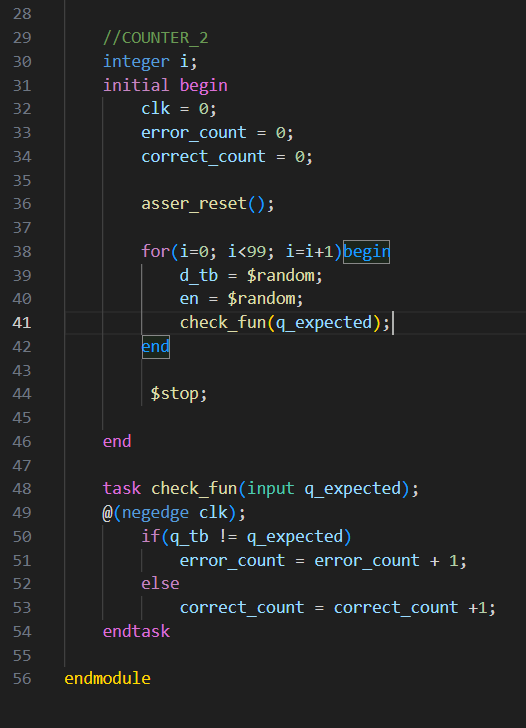 28
29 //COUNTER_2
30 integer i;
31 initial begin
32 clk = 0;
33 error_count = 0;
34 correct_count = 0;
35
36 asser_reset();
37
38 for(i=0; i<99; i=i+1)begin
39 d_tb = $random;
40 en = $random;
41 check_fun(q_expected);
42 end
43
44 $stop;
45
46 end
47
48 task check_fun(input q_expected);
49 @(negedge clk);
50 if(q_tb != q_expected)
51 error_count = error_count + 1;
52 else
53 correct_count = correct_count +1;
54 endtask
55
56 endmodule